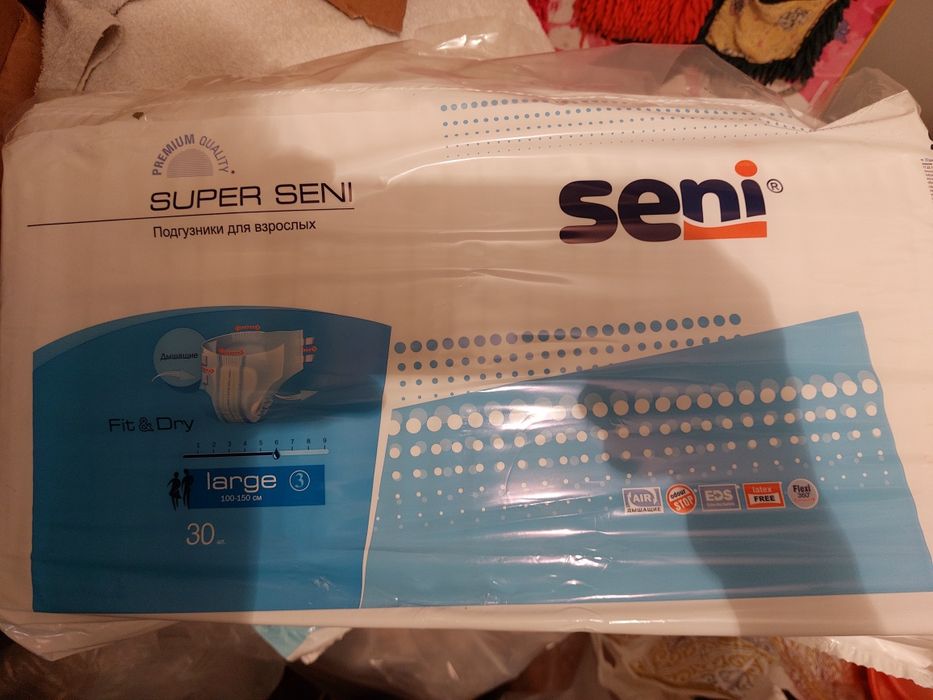 PREMIUM QUALITY
SUPER SENI
Подгузники для взрослых
seni®
Дышащие
Fit & Dry
1 2 3 4 5 6 7 8 9
large 3
100-150 СМ
30 шт.
(AIR)
ДЫШАЩИЕ
odour
STOP
EDS
latex
FREE
Flexi
360°